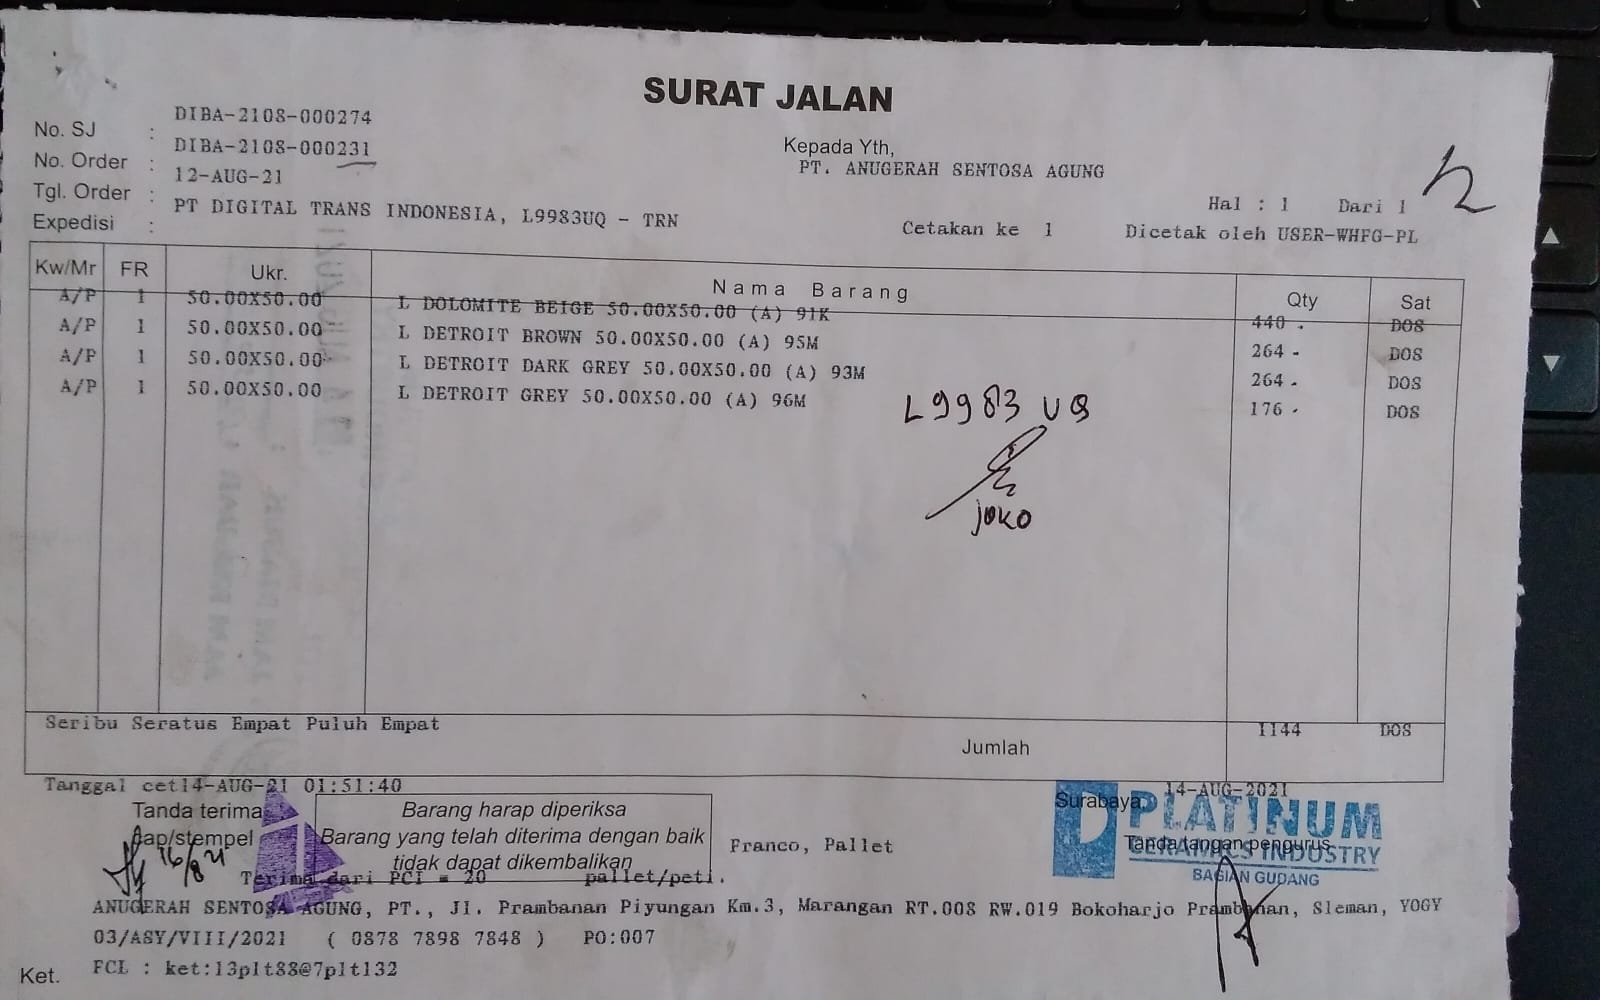 SURAT JALAN
No. SJ : DIBA-2108-000274
No. Order : DIBA-2108-000231
Tgl. Order : 12-AUG-21
Expedisi : PT DIGITAL TRANS INDONESIA, L9983UQ - TRN
Kepada Yth,
PT. ANUGERAH SENTOSA AGUNG
Hal : 1 Dari 1
Cetakan ke 1 Dicetak oleh USER-WHFG-PL
Kw/Mr FR Ukr. Nama Barang Qty Sat
A/P 1 50.00X50.00 L DOLOMITE BEIGE 50.00X50.00 (A) 91K 440 DOS
A/P 1 50.00X50.00 L DETROIT BROWN 50.00X50.00 (A) 95M 264 DOS
A/P 1 50.00X50.00 L DETROIT DARK GREY 50.00X50.00 (A) 93M 264 DOS
A/P 1 50.00X50.00 L DETROIT GREY 50.00X50.00 (A) 96M 176 DOS
L9983 UQ
joko
Seribu Seratus Empat Puluh Empat 1144 DOS
Jumlah
Tanggal cet14-AUG-21 01:51:40
Tanda terima
Cap/stempel
16/8 21
Barang harap diperiksa
Barang yang telah diterima dengan baik
tidak dapat dikembalikan
Franco, Pallet
Surabaya, 14-AUG-2021
PLATINUM
CERAMICS INDUSTRY
BAGIAN GUDANG
Tanda tangan pengurus
Terima dari PCI = 20 pallet/peti.
ANUGERAH SENTOSA AGUNG, PT., Jl. Prambanan Piyungan Km.3, Marangan RT.008 RW.019 Bokoharjo Prambanan, Sleman, YOGY
03/ASY/VIII/2021 ( 0878 7898 7848 ) PO:007
Ket. FCL : ket:13plt88@7plt132